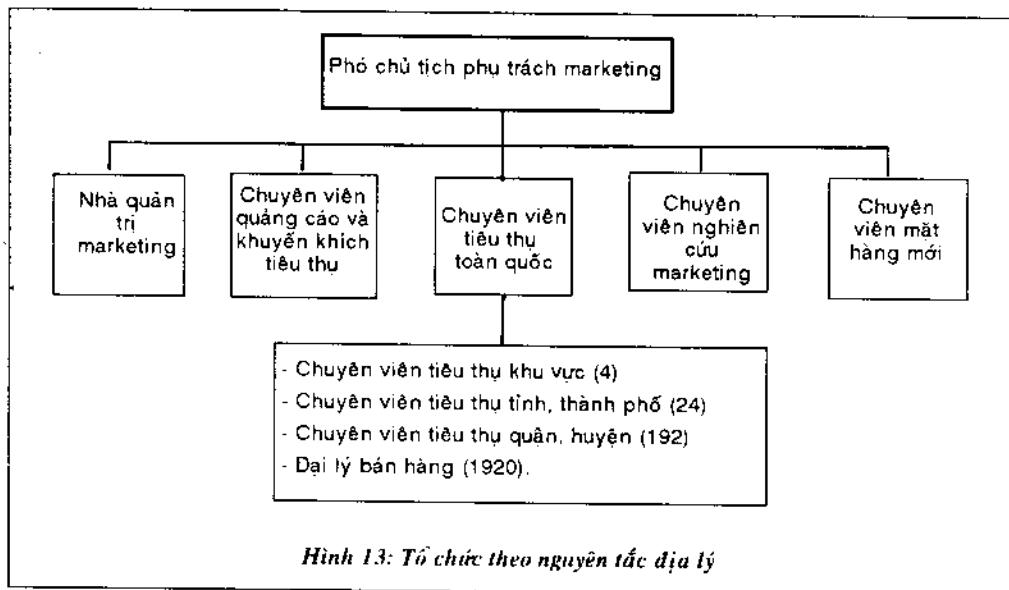 Phó chủ tịch phụ trách marketing
Nhà quản
trị
marketing
Chuyên viên
quảng cáo và
khuyến khích
tiêu thụ
Chuyên viên
tiêu thụ
toàn quốc
Chuyên
viên nghiên
cứu
marketing
Chuyên
viên mặt
hàng mới
- Chuyên viên tiêu thụ khu vực (4)
- Chuyên viên tiêu thụ tỉnh, thành phố (24)
- Chuyên viên tiêu thụ quận, huyện (192)
- Đại lý bán hàng (1920).
Hình 13: Tổ chức theo nguyên tắc địa lý